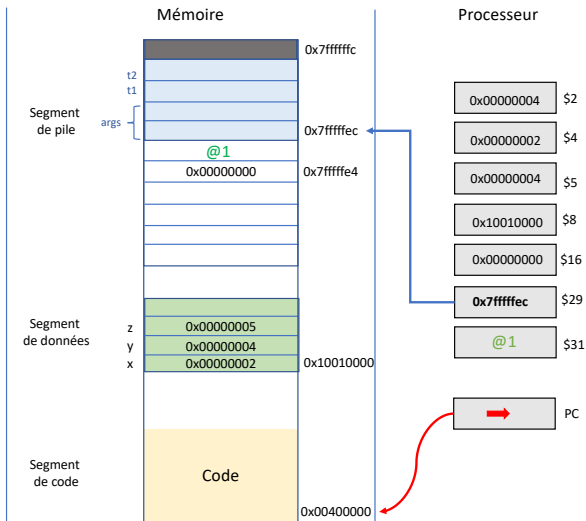 Mémoire
Processeur
0x7ffffffc
t2
t1
args
Segment
de pile
0x7fffffec
@1
0x00000000
0x7fffffe4
0x00000004
$2
0x00000002
$4
0x00000004
$5
0x10010000
$8
0x00000000
$16
0x7fffffec
$29
@1
$31
Segment
de données
z
0x00000005
y
0x00000004
x
0x00000002
0x10010000
PC
Segment
de code
Code
0x00400000